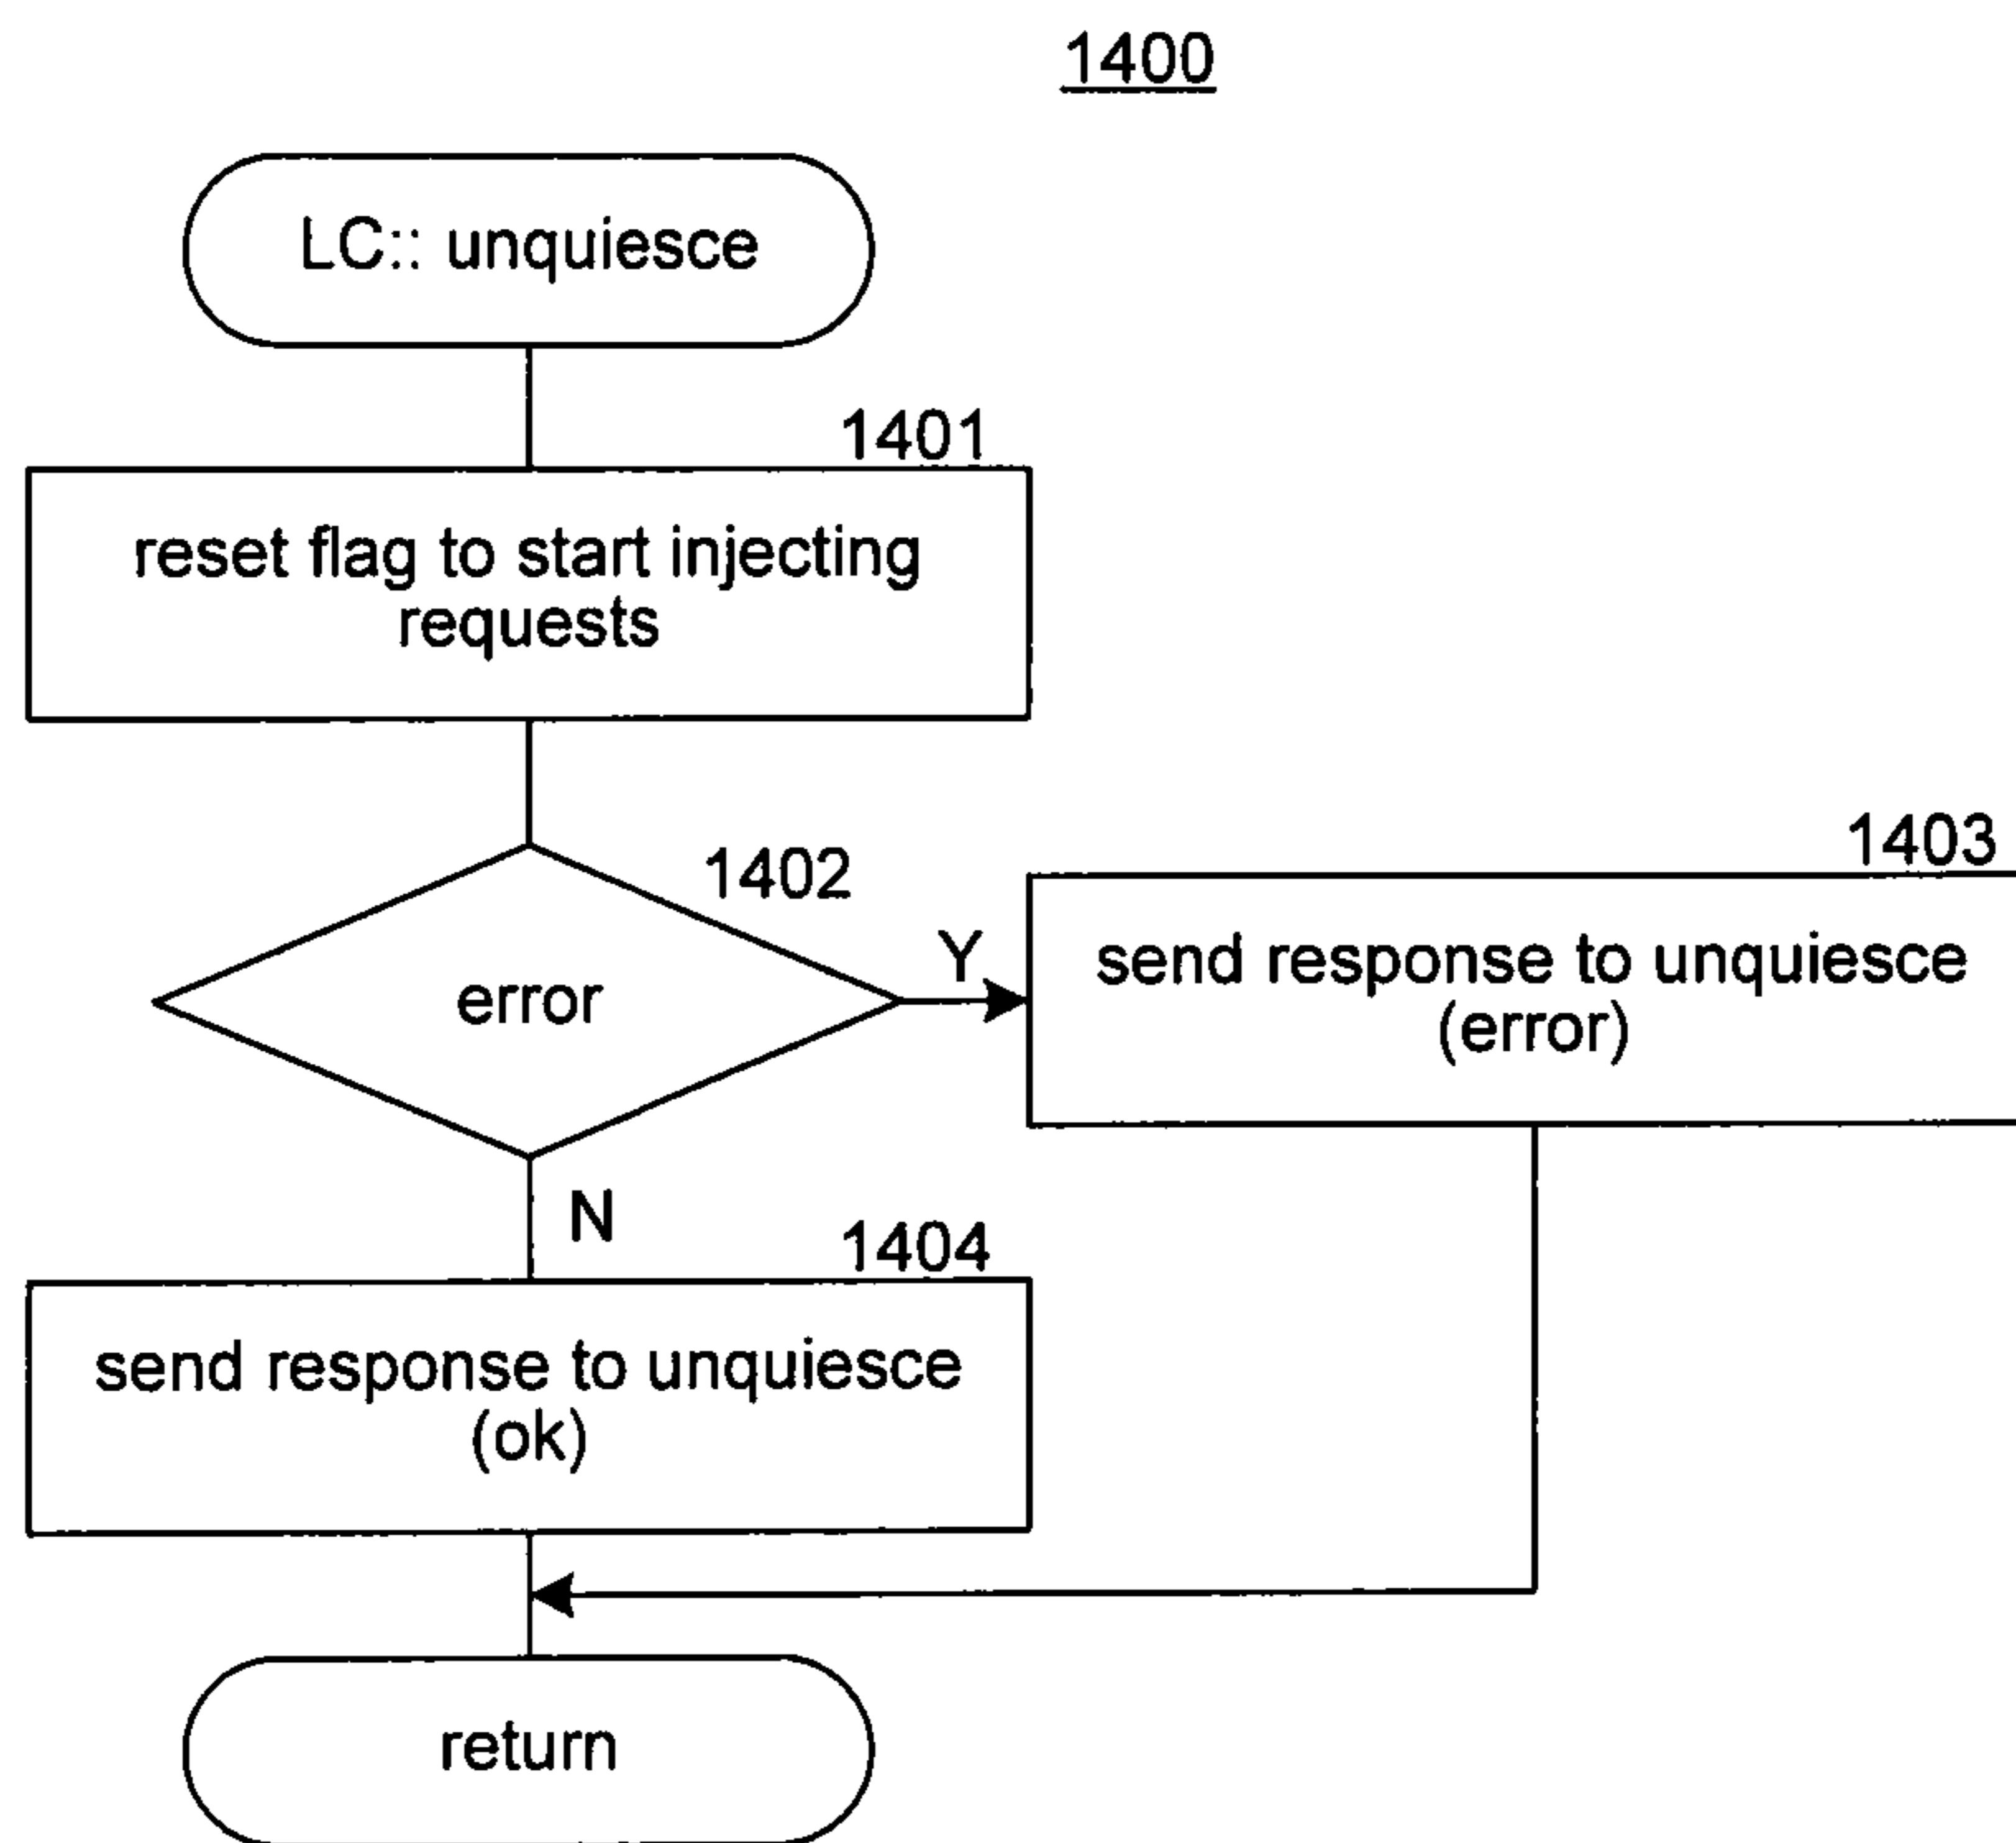 1400
LC:: unquiesce
1401
reset flag to start injecting
requests
1402
error
Y
1403
send response to unquiesce
(error)
N
1404
send response to unquiesce
(ok)
return